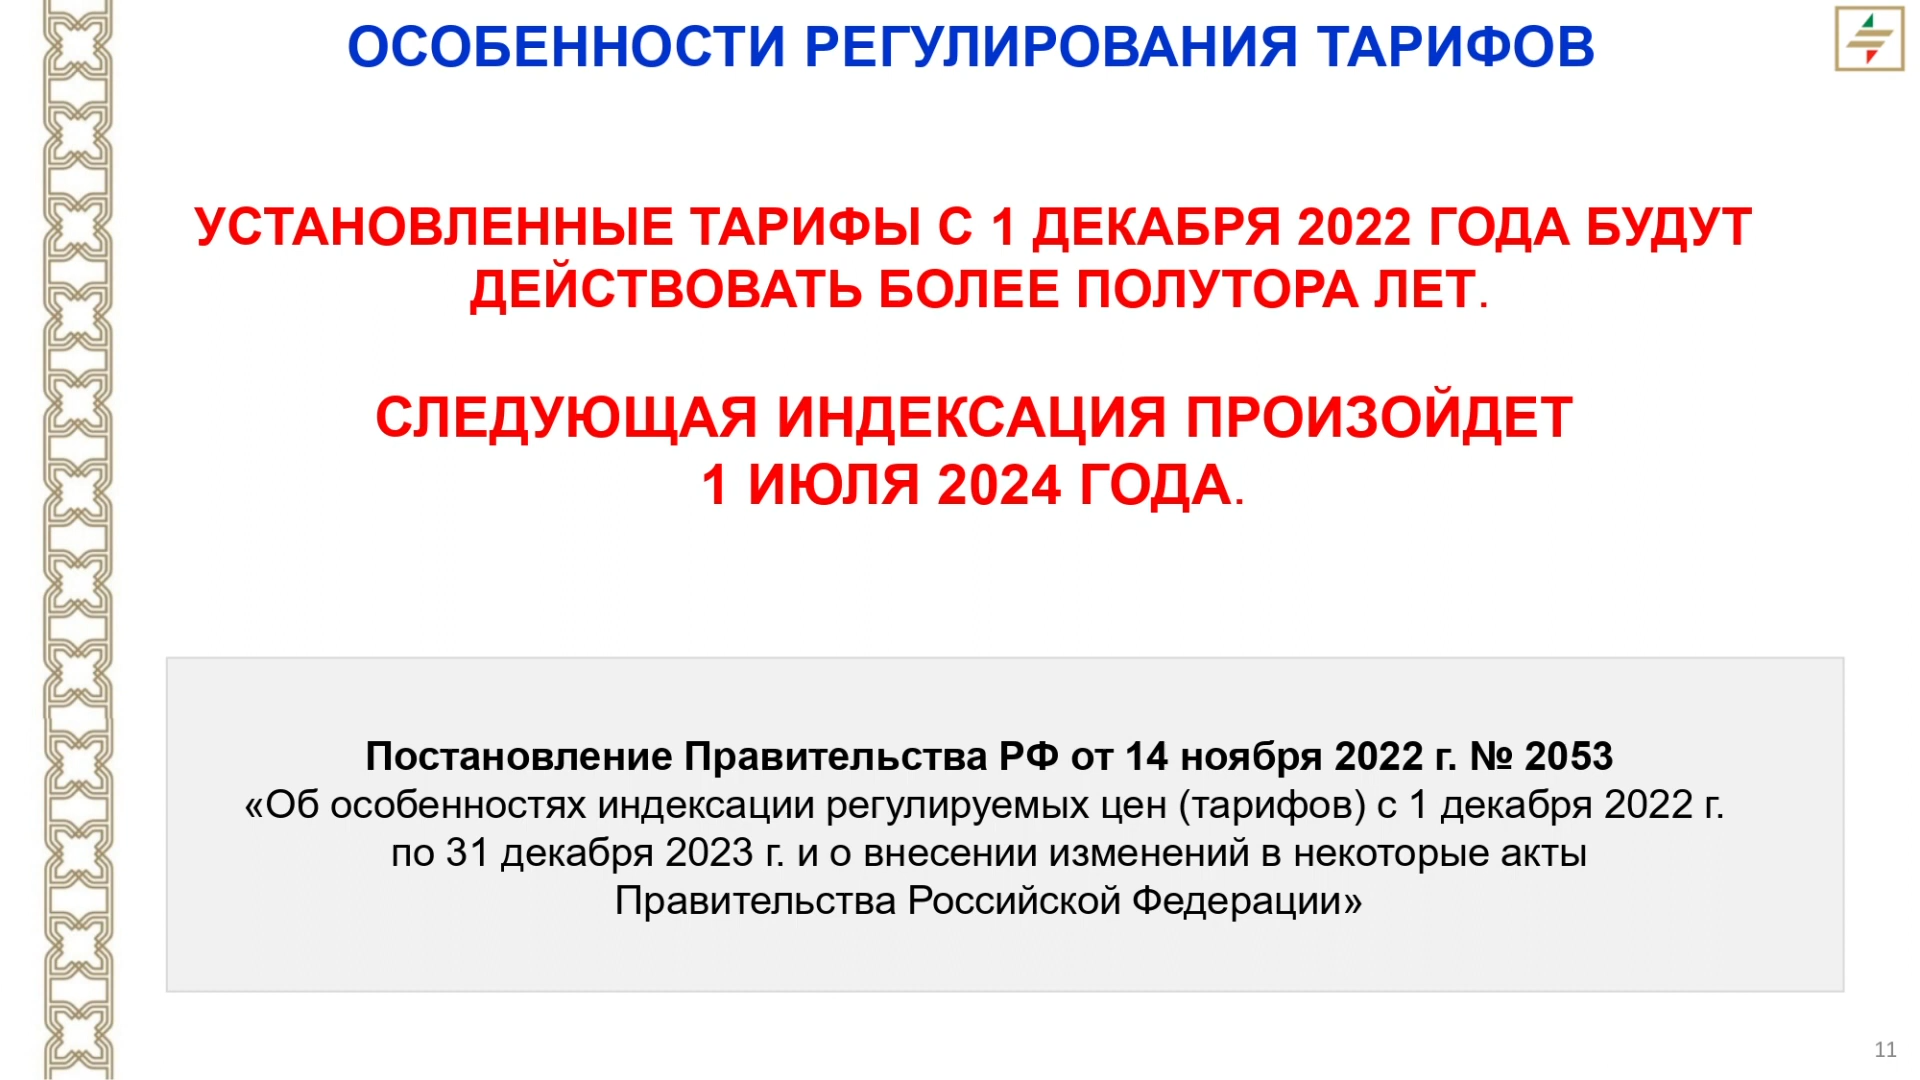 ОСОБЕННОСТИ РЕГУЛИРОВАНИЯ ТАРИФОВ
УСТАНОВЛЕННЫЕ ТАРИФЫ С 1 ДЕКАБРЯ 2022 ГОДА БУДУТ
ДЕЙСТВОВАТЬ БОЛЕЕ ПОЛУТОРА ЛЕТ.
СЛЕДУЮЩАЯ ИНДЕКСАЦИЯ ПРОИЗОЙДЕТ
1 ИЮЛЯ 2024 ГОДА.
Постановление Правительства РФ от 14 ноября 2022 г. № 2053
«Об особенностях индексации регулируемых цен (тарифов) с 1 декабря 2022 г.
по 31 декабря 2023 г. и о внесении изменений в некоторые акты
Правительства Российской Федерации»
11